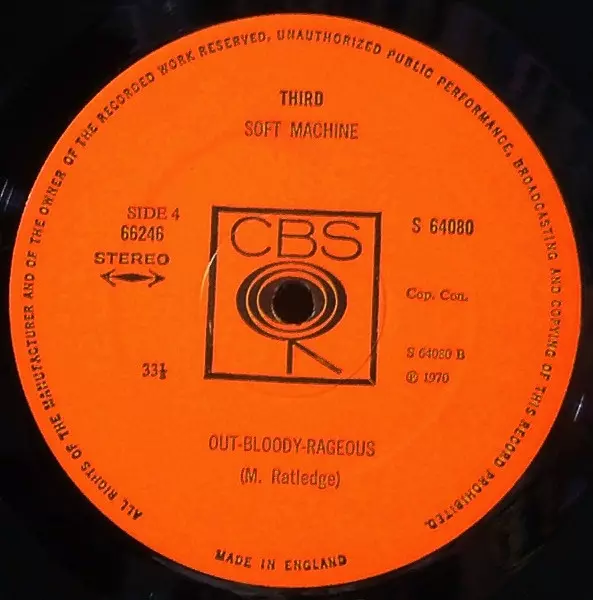 ALL RIGHTS OF THE MANUFACTURER AND OF THE OWNER OF THE RECORDED WORK RESERVED, UNAUTHORIZED PUBLIC PERFORMANCE, BROADCASTING AND COPYING OF THIS RECORD PROHIBITED.
THIRD
SOFT MACHINE
SIDE 4
66246
STEREO
CBS
S 64080
Cop. Con.
33⅓
S 64080 B
℗ 1970
OUT-BLOODY-RAGEOUS
(M. Ratledge)
MADE IN ENGLAND